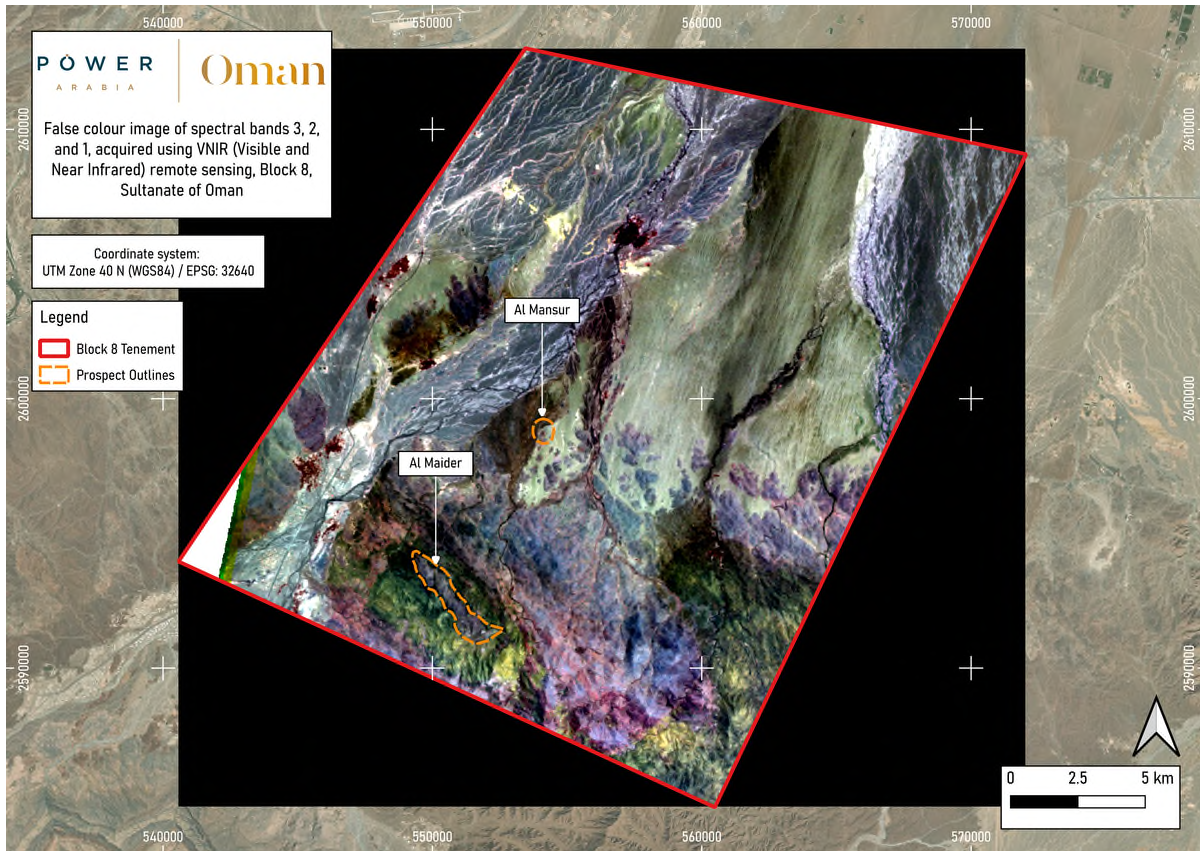 540000 550000 560000 570000
POWER
ARABIA
Oman
False colour image of spectral bands 3, 2,
and 1, acquired using VNIR (Visible and
Near Infrared) remote sensing, Block 8,
Sultanate of Oman
2610000 2610000
Coordinate system:
UTM Zone 40 N (WGS84) / EPSG: 32640
Legend
Block 8 Tenement
Prospect Outlines
Al Mansur
2600000 2600000
Al Maider
2590000 2590000
0 2.5 5 km
540000 550000 560000 570000